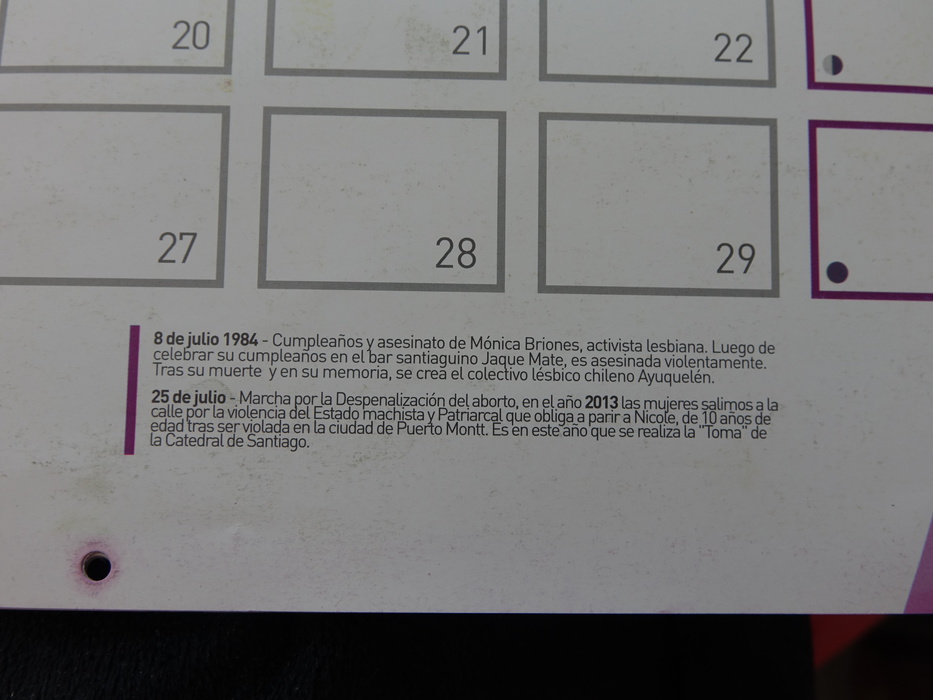 20
21
22
27
28
29
8 de julio 1984 - Cumpleaños y asesinato de Mónica Briones, activista lesbiana. Luego de
celebrar su cumpleaños en el bar santiaguino Jaque Mate, es asesinada violentamente.
Tras su muerte y en su memoria, se crea el colectivo lésbico chileno Ayuquelén.
25 de julio - Marcha por la Despenalización del aborto, en el año 2013 las mujeres salimos a la
calle por la violencia del Estado machista y Patriarcal que obliga a parir a Nicole, de 10 años de
edad tras ser violada en la ciudad de Puerto Montt. Es en este año que se realiza la "Toma" de
la Catedral de Santiago.